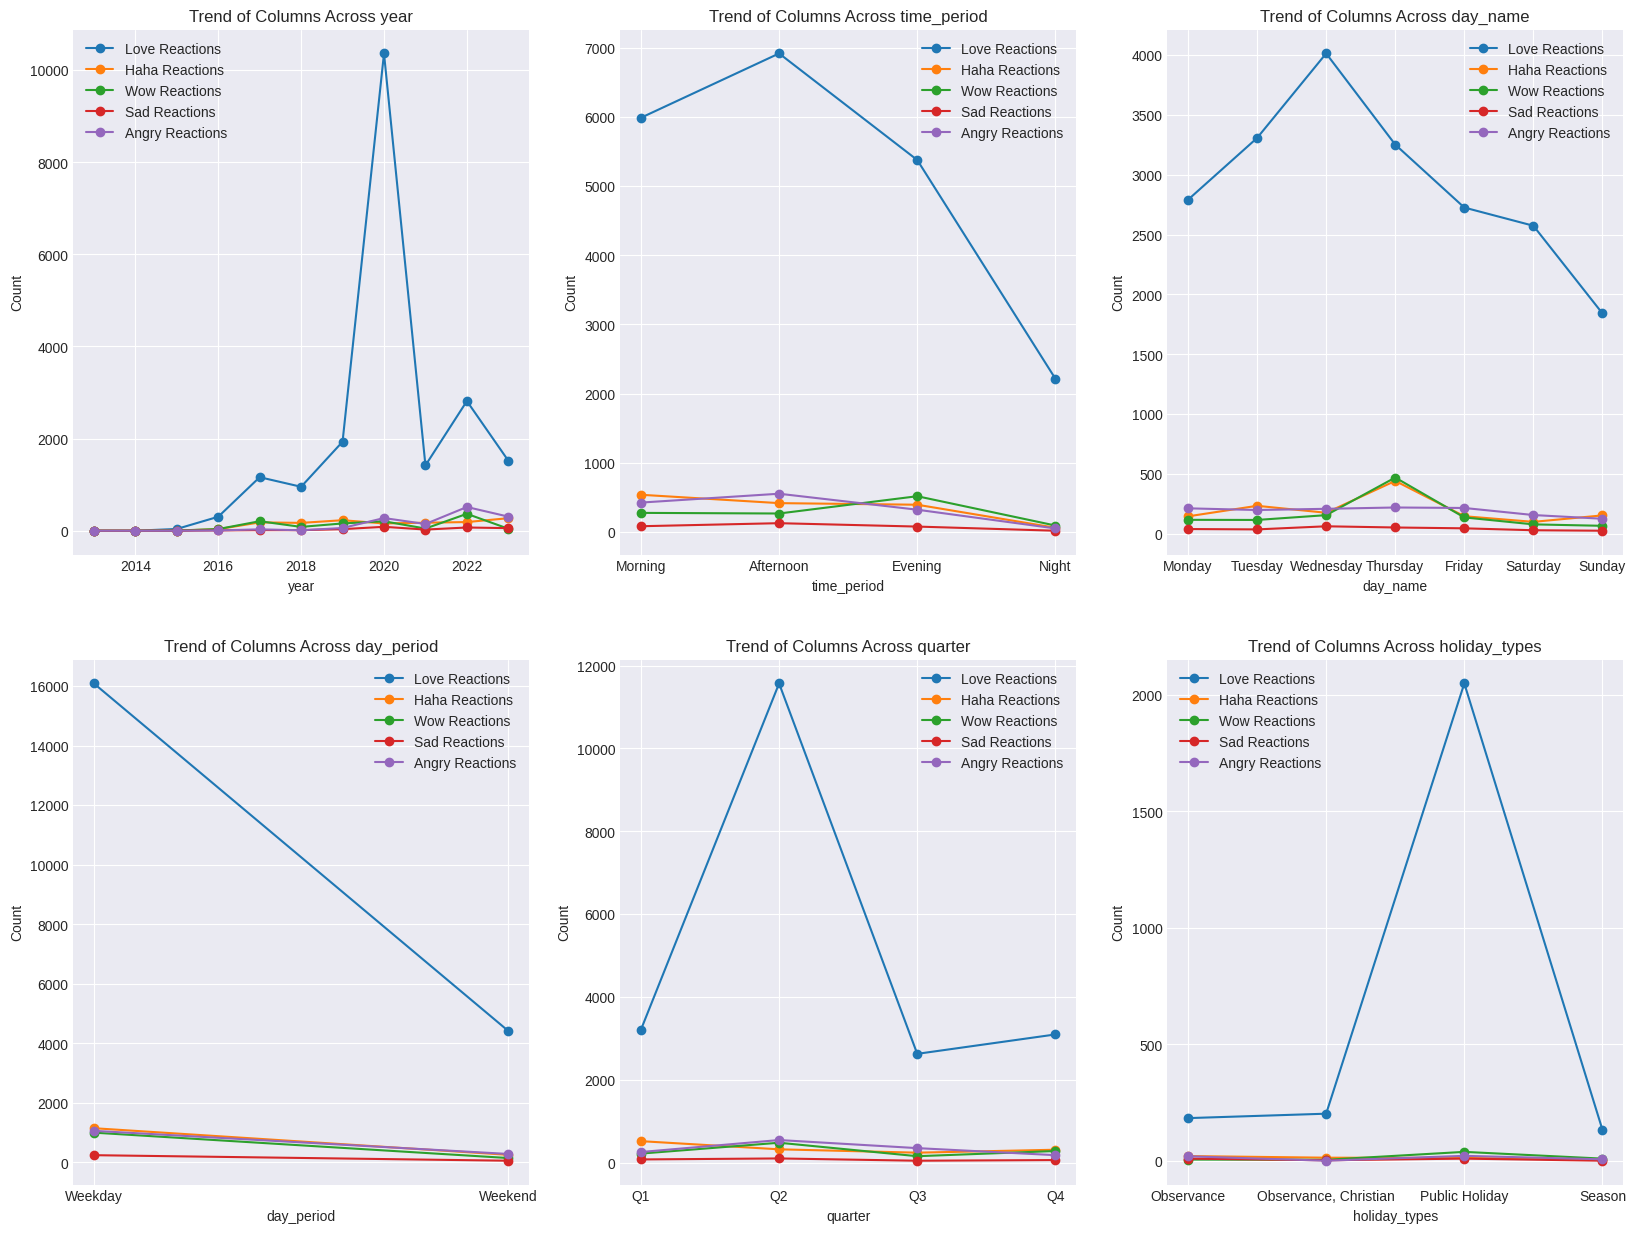 Trend of Columns Across year
Love Reactions
Haha Reactions
Wow Reactions
Sad Reactions
Angry Reactions
10000
8000
6000
4000
2000
0
Count
2014 2016 2018 2020 2022
year
Trend of Columns Across time_period
Love Reactions
Haha Reactions
Wow Reactions
Sad Reactions
Angry Reactions
7000
6000
5000
4000
3000
2000
1000
0
Count
Morning Afternoon Evening Night
time_period
Trend of Columns Across day_name
Love Reactions
Haha Reactions
Wow Reactions
Sad Reactions
Angry Reactions
4000
3500
3000
2500
2000
1500
1000
500
0
Count
Monday Tuesday Wednesday Thursday Friday Saturday Sunday
day_name
Trend of Columns Across day_period
Love Reactions
Haha Reactions
Wow Reactions
Sad Reactions
Angry Reactions
16000
14000
12000
10000
8000
6000
4000
2000
0
Count
Weekday Weekend
day_period
Trend of Columns Across quarter
Love Reactions
Haha Reactions
Wow Reactions
Sad Reactions
Angry Reactions
12000
10000
8000
6000
4000
2000
0
Count
Q1 Q2 Q3 Q4
quarter
Trend of Columns Across holiday_types
Love Reactions
Haha Reactions
Wow Reactions
Sad Reactions
Angry Reactions
2000
1500
1000
500
0
Count
Observance Observance, Christian Public Holiday Season
holiday_types